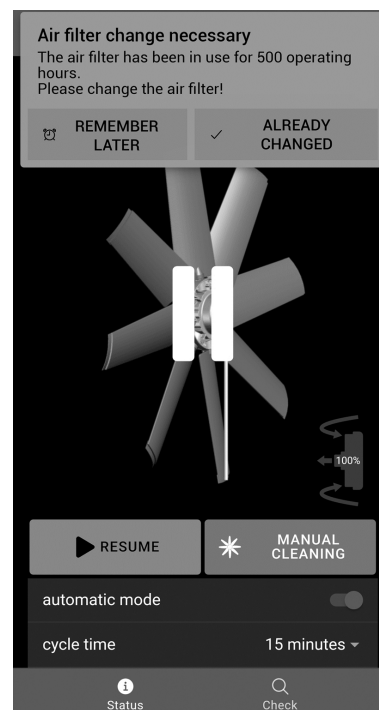 Air filter change necessary
The air filter has been in use for 500 operating
hours.
Please change the air filter!
REMEMBER
LATER
ALREADY
CHANGED
100%
RESUME
MANUAL
CLEANING
automatic mode
cycle time
15 minutes
Status
Check